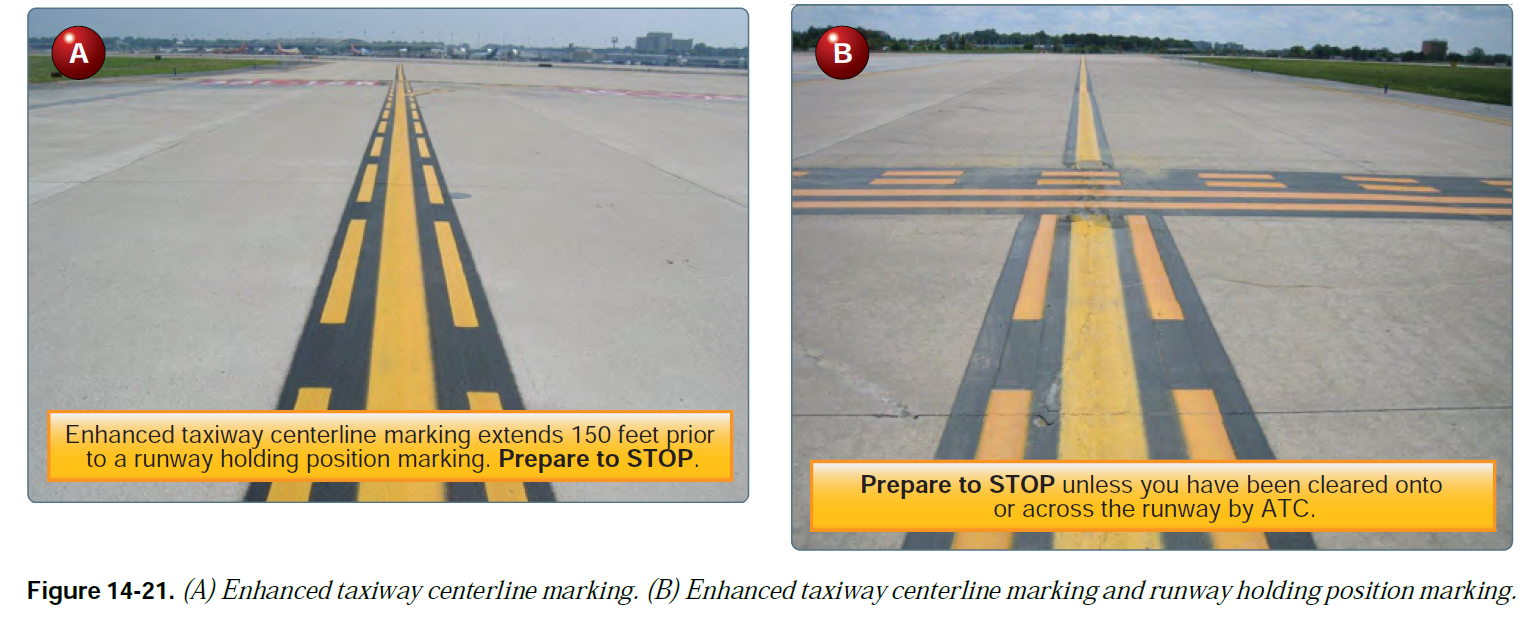 A
Enhanced taxiway centerline marking extends 150 feet prior
to a runway holding position marking. Prepare to STOP.
B
Prepare to STOP unless you have been cleared onto
or across the runway by ATC.
Figure 14-21. (A) Enhanced taxiway centerline marking. (B) Enhanced taxiway centerline marking and runway holding position marking.